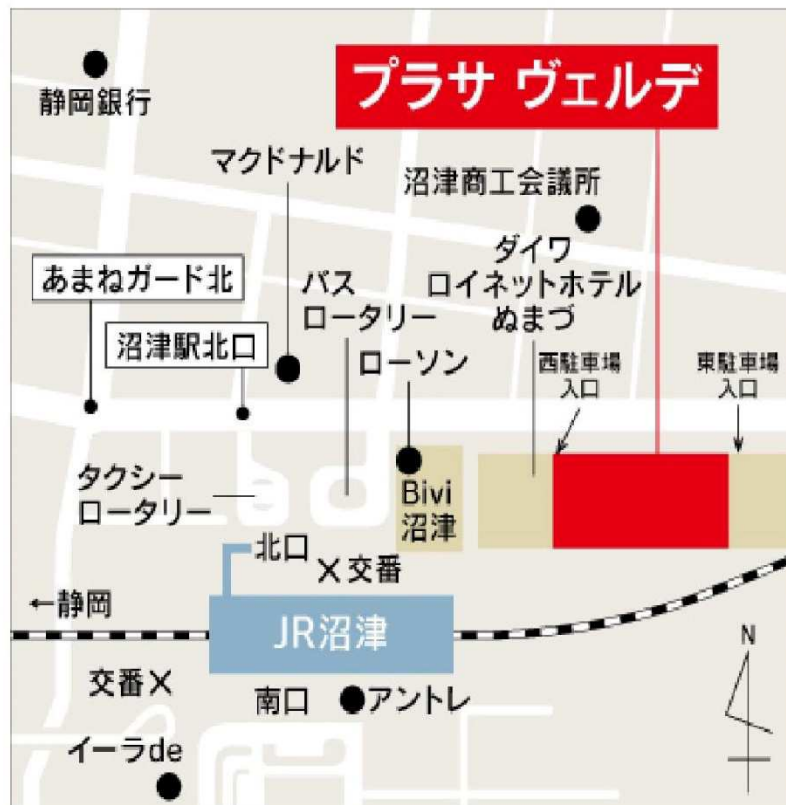 プラサ ヴェルデ
静岡銀行
マクドナルド
沼津商工会議所
ダイワ
ロイネットホテル
ぬまづ
あまねガード北
バス
ロータリー
沼津駅北口
ローソン
西駐車場
入口
東駐車場
入口
タクシー
ロータリー
Bivi
沼津
北口
交番
←静岡
JR沼津
N
交番
南口
アントレ
イーラde